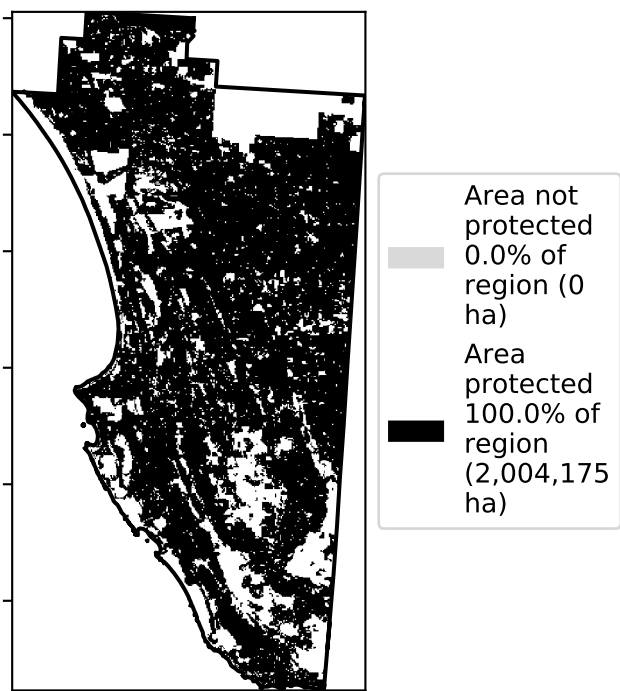 Area not
protected
0.0% of
region (0
ha)
Area
protected
100.0% of
region
(2,004,175
ha)